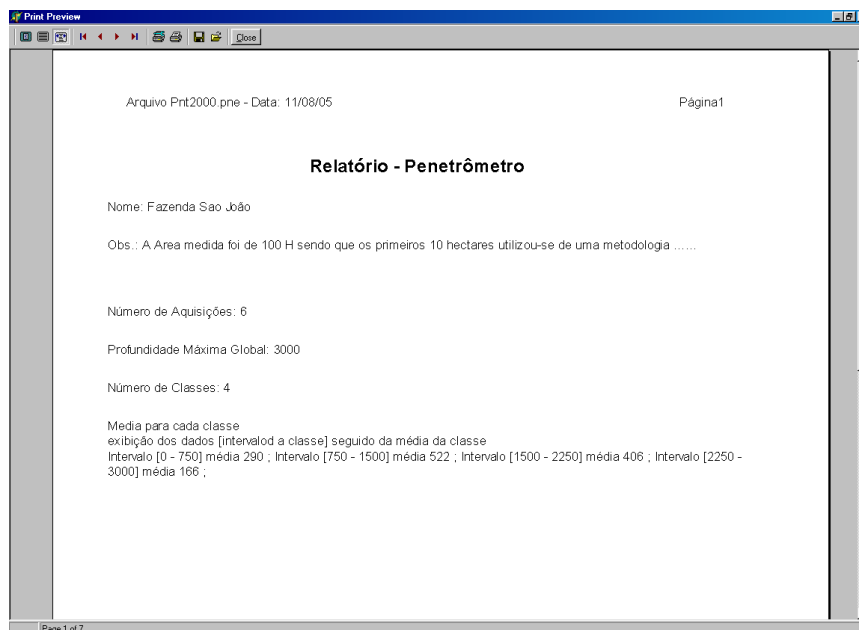 Print Preview
Close
Arquivo Pnt2000.pne - Data: 11/08/05 Página1
Relatório - Penetrômetro
Nome: Fazenda Sao João
Obs.: A Area medida foi de 100 H sendo que os primeiros 10 hectares utilizou-se de uma metodologia ......
Número de Aquisições: 6
Profundidade Máxima Global: 3000
Número de Classes: 4
Media para cada classe
exibição dos dados [intervalod a classe] seguido da média da classe
Intervalo [0 - 750] média 290 ; Intervalo [750 - 1500] média 522 ; Intervalo [1500 - 2250] média 406 ; Intervalo [2250 -
3000] média 166 ;
Page 1 of 7